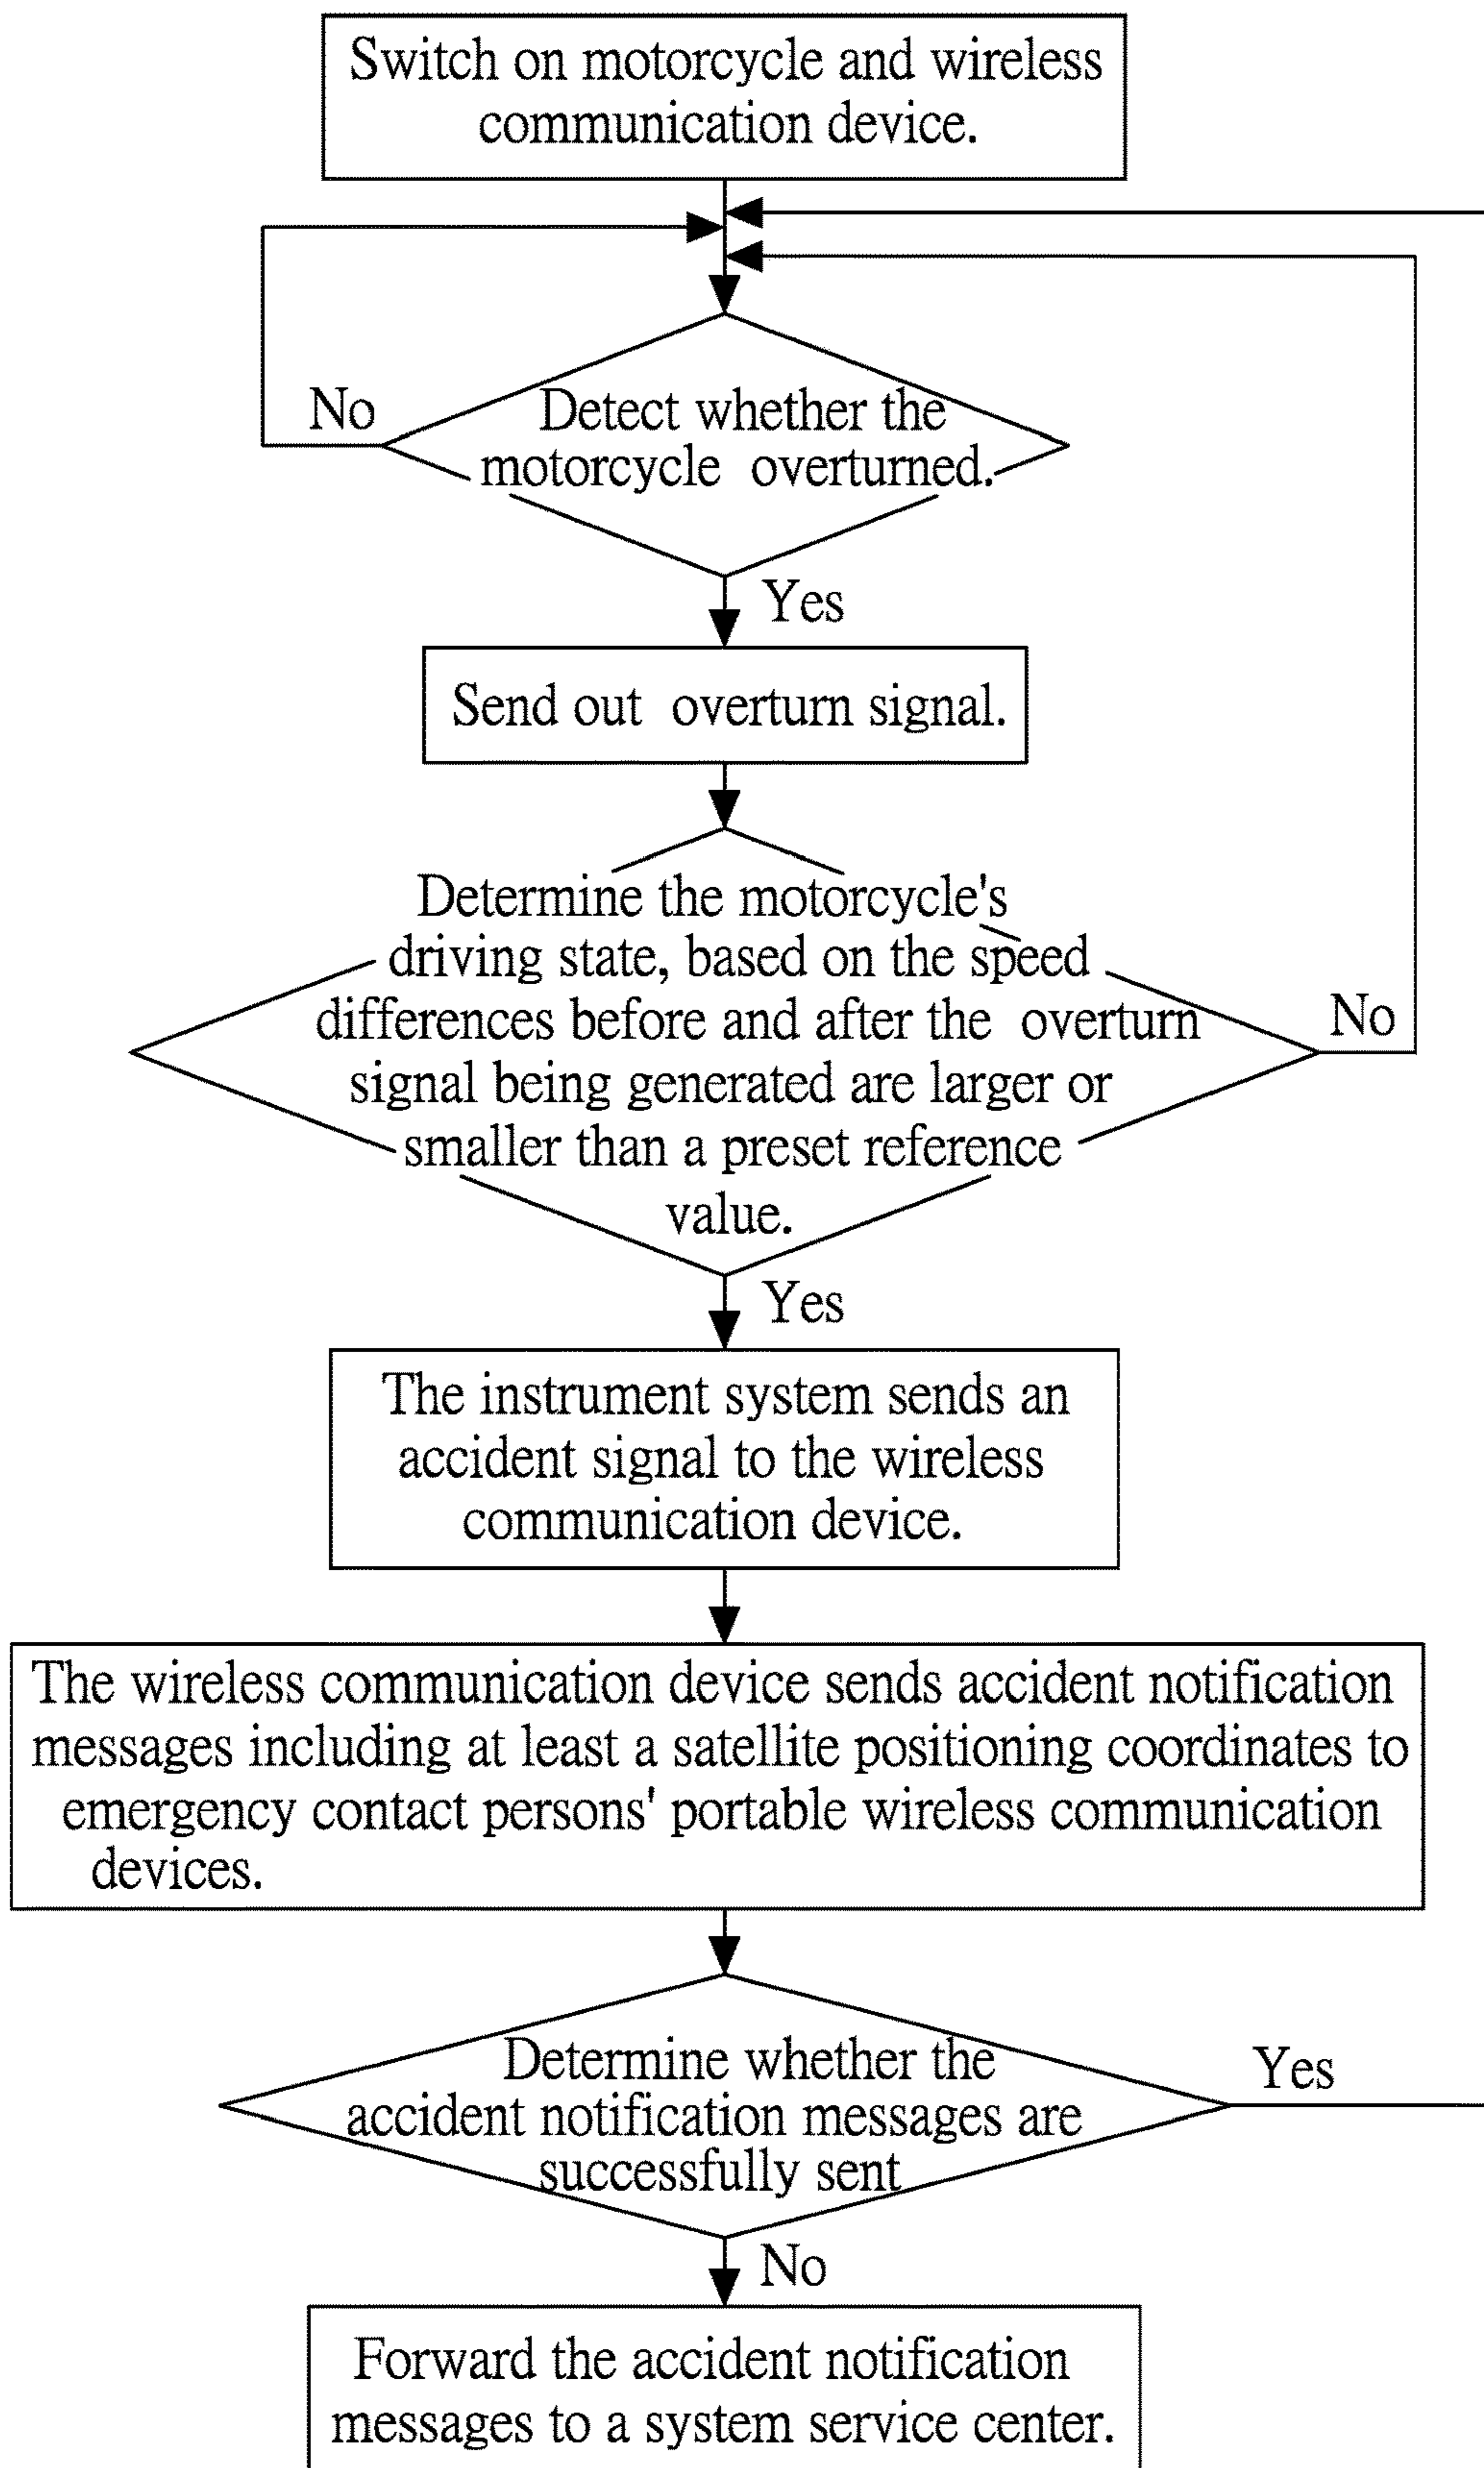 Switch on motorcycle and wireless
communication device.
No
Detect whether the
motorcycle overturned.
Yes
Send out overturn signal.
Determine the motorcycle's
driving state, based on the speed
differences before and after the overturn
signal being generated are larger or
smaller than a preset reference
value.
No
Yes
The instrument system sends an
accident signal to the wireless
communication device.
The wireless communication device sends accident notification
messages including at least a satellite positioning coordinates to
emergency contact persons' portable wireless communication
devices.
Determine whether the
accident notification messages are
successfully sent
Yes
No
Forward the accident notification
messages to a system service center.